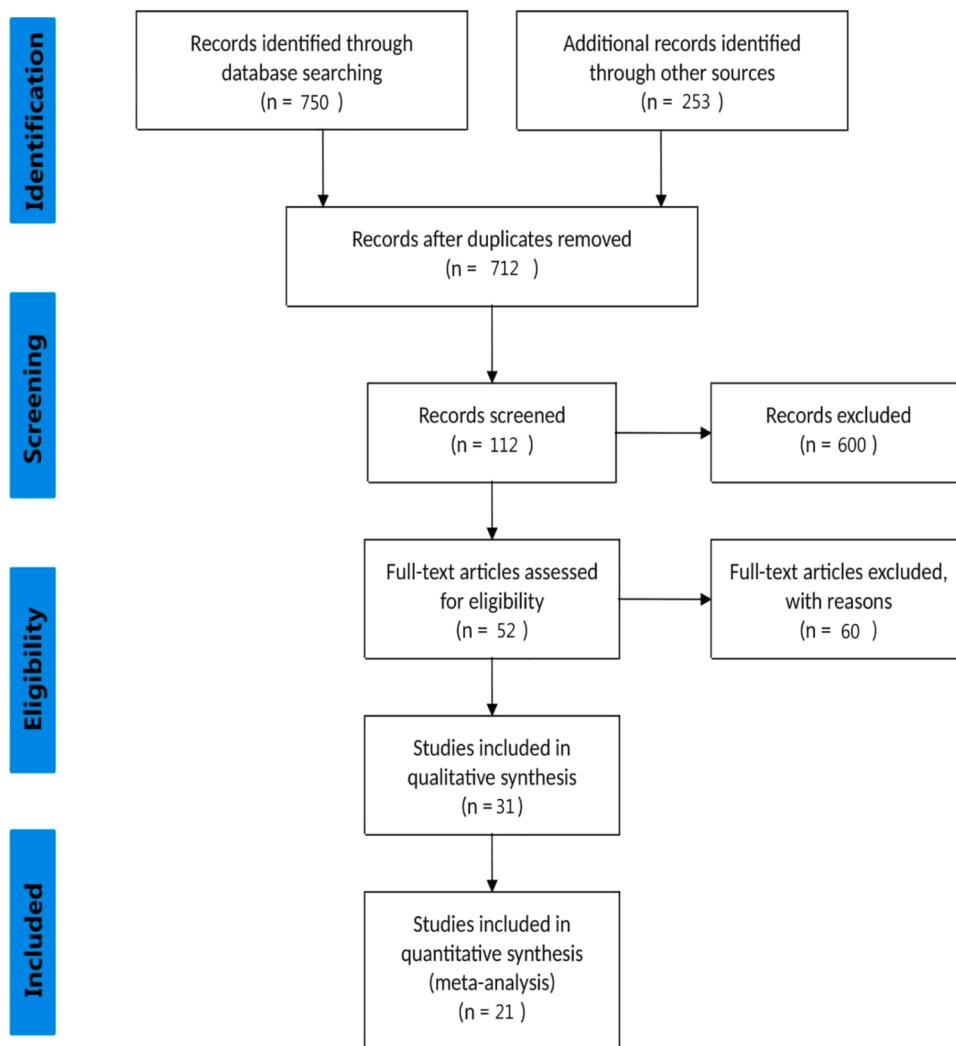 Identification
Records identified through
database searching
(n = 750 )
Additional records identified
through other sources
(n = 253 )
Records after duplicates removed
(n = 712 )
Screening
Records screened
(n = 112 )
Records excluded
(n = 600 )
Eligibility
Full-text articles assessed
for eligibility
(n = 52 )
Full-text articles excluded,
with reasons
(n = 60 )
Studies included in
qualitative synthesis
(n = 31)
Included
Studies included in
quantitative synthesis
(meta-analysis)
(n = 21 )